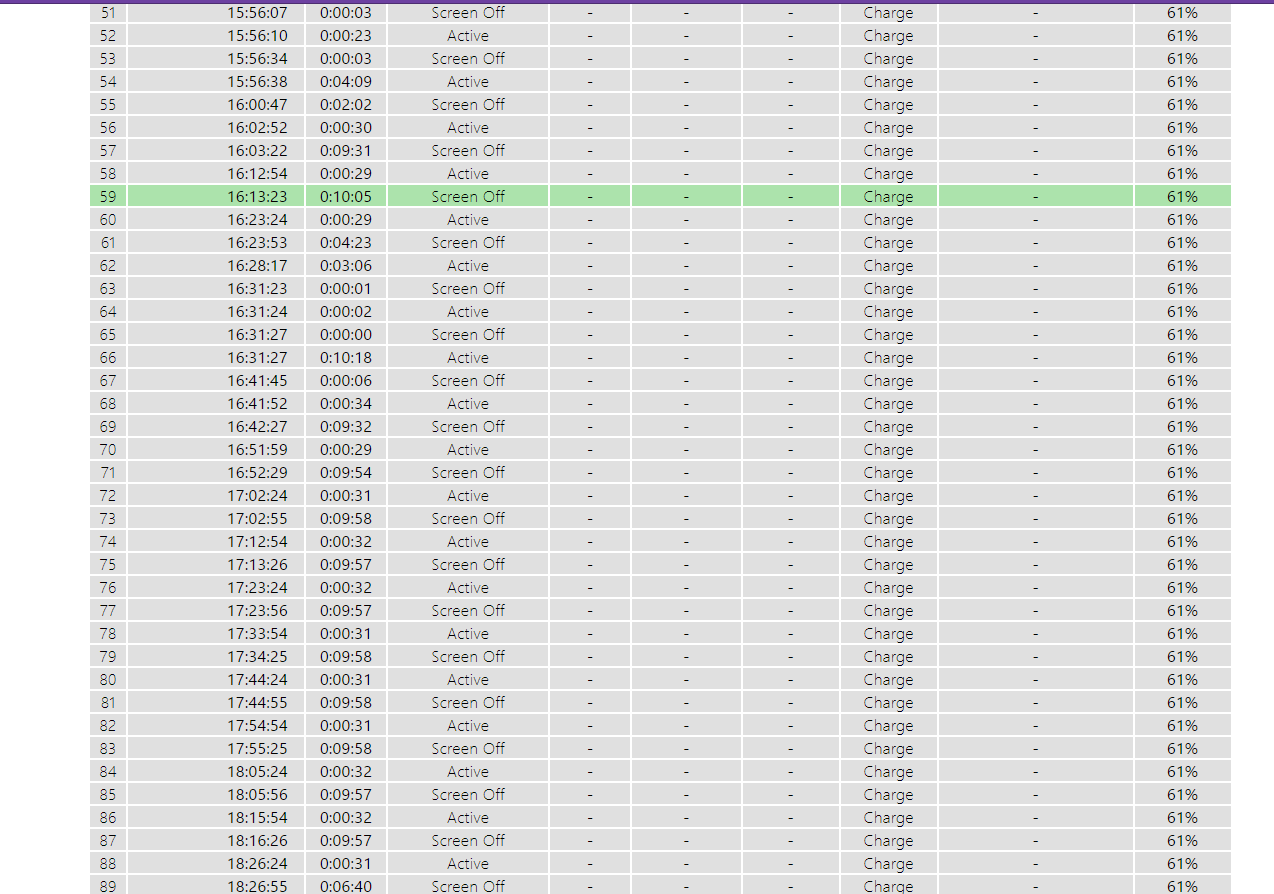 51 15:56:07 0:00:03 Screen Off - - - Charge - 61%
52 15:56:10 0:00:23 Active - - - Charge - 61%
53 15:56:34 0:00:03 Screen Off - - - Charge - 61%
54 15:56:38 0:04:09 Active - - - Charge - 61%
55 16:00:47 0:02:02 Screen Off - - - Charge - 61%
56 16:02:52 0:00:30 Active - - - Charge - 61%
57 16:03:22 0:09:31 Screen Off - - - Charge - 61%
58 16:12:54 0:00:29 Active - - - Charge - 61%
59 16:13:23 0:10:05 Screen Off - - - Charge - 61%
60 16:23:24 0:00:29 Active - - - Charge - 61%
61 16:23:53 0:04:23 Screen Off - - - Charge - 61%
62 16:28:17 0:03:06 Active - - - Charge - 61%
63 16:31:23 0:00:01 Screen Off - - - Charge - 61%
64 16:31:24 0:00:02 Active - - - Charge - 61%
65 16:31:27 0:00:00 Screen Off - - - Charge - 61%
66 16:31:27 0:10:18 Active - - - Charge - 61%
67 16:41:45 0:00:06 Screen Off - - - Charge - 61%
68 16:41:52 0:00:34 Active - - - Charge - 61%
69 16:42:27 0:09:32 Screen Off - - - Charge - 61%
70 16:51:59 0:00:29 Active - - - Charge - 61%
71 16:52:29 0:09:54 Screen Off - - - Charge - 61%
72 17:02:24 0:00:31 Active - - - Charge - 61%
73 17:02:55 0:09:58 Screen Off - - - Charge - 61%
74 17:12:54 0:00:32 Active - - - Charge - 61%
75 17:13:26 0:09:57 Screen Off - - - Charge - 61%
76 17:23:24 0:00:32 Active - - - Charge - 61%
77 17:23:56 0:09:57 Screen Off - - - Charge - 61%
78 17:33:54 0:00:31 Active - - - Charge - 61%
79 17:34:25 0:09:58 Screen Off - - - Charge - 61%
80 17:44:24 0:00:31 Active - - - Charge - 61%
81 17:44:55 0:09:58 Screen Off - - - Charge - 61%
82 17:54:54 0:00:31 Active - - - Charge - 61%
83 17:55:25 0:09:58 Screen Off - - - Charge - 61%
84 18:05:24 0:00:32 Active - - - Charge - 61%
85 18:05:56 0:09:57 Screen Off - - - Charge - 61%
86 18:15:54 0:00:32 Active - - - Charge - 61%
87 18:16:26 0:09:57 Screen Off - - - Charge - 61%
88 18:26:24 0:00:31 Active - - - Charge - 61%
89 18:26:55 0:06:40 Screen Off - - - Charge - 61%